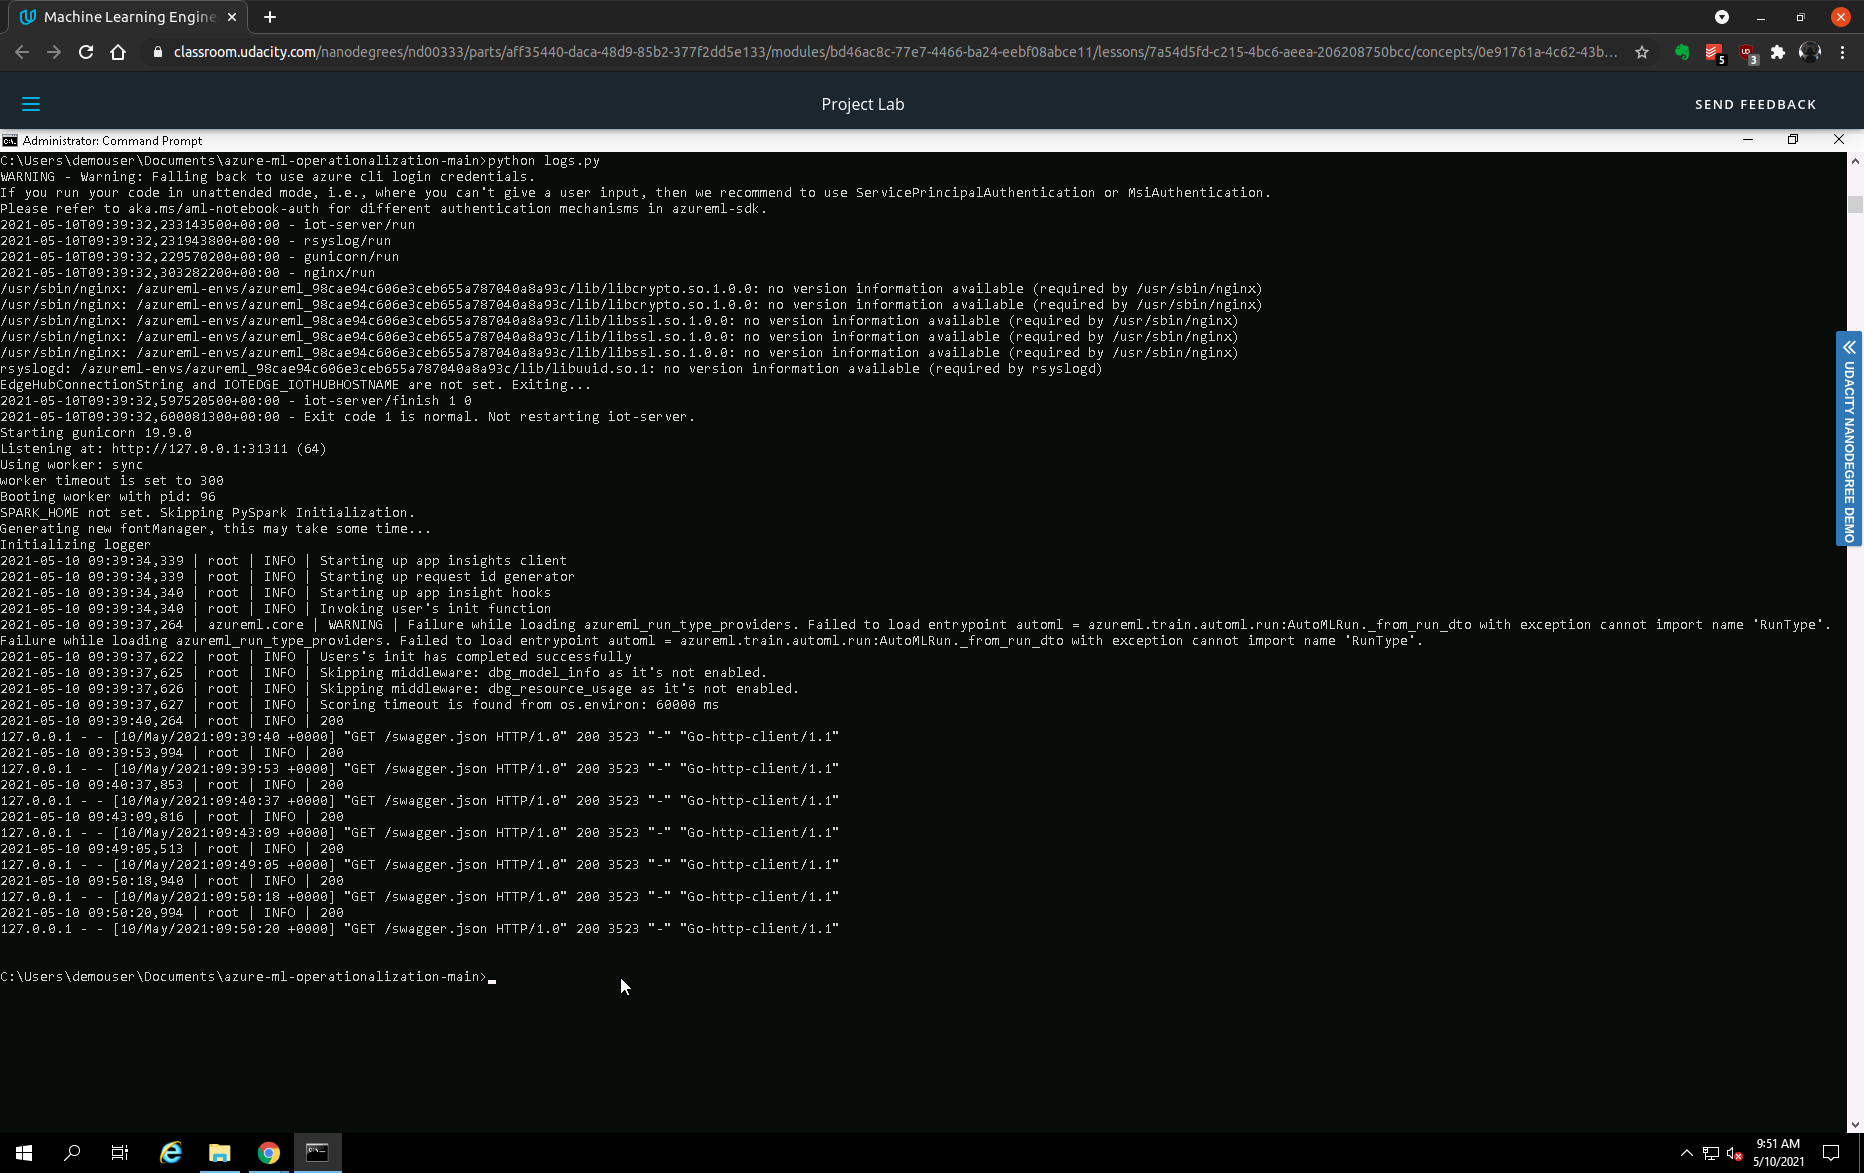 Machine Learning Engine
classroom.udacity.com/nanodegrees/nd00333/parts/aff35440-daca-48d9-85b2-377f2dd5e133/modules/bd46ac8c-77e7-4466-ba24-eebf08abce11/lessons/7a54d5fd-c215-4bc6-aeea-206208750bcc/concepts/0e91761a-4c62-43b...
5
3
Project Lab
SEND FEEDBACK
Administrator: Command Prompt
C:\Users\demouser\Documents\azure-ml-operationalization-main>python logs.py
WARNING - Warning: Falling back to use azure cli login credentials.
If you run your code in unattended mode, i.e., where you can't give a user input, then we recommend to use ServicePrincipalAuthentication or MsiAuthentication.
Please refer to aka.ms/aml-notebook-auth for different authentication mechanisms in azureml-sdk.
2021-05-10T09:39:32,233143500+00:00 - iot-server/run
2021-05-10T09:39:32,231943800+00:00 - rsyslog/run
2021-05-10T09:39:32,229570200+00:00 - gunicorn/run
2021-05-10T09:39:32,303282200+00:00 - nginx/run
/usr/sbin/nginx: /azureml-envs/azureml_98cae94c606e3ceb655a787040a8a93c/lib/libcrypto.so.1.0.0: no version information available (required by /usr/sbin/nginx)
/usr/sbin/nginx: /azureml-envs/azureml_98cae94c606e3ceb655a787040a8a93c/lib/libcrypto.so.1.0.0: no version information available (required by /usr/sbin/nginx)
/usr/sbin/nginx: /azureml-envs/azureml_98cae94c606e3ceb655a787040a8a93c/lib/libssl.so.1.0.0: no version information available (required by /usr/sbin/nginx)
/usr/sbin/nginx: /azureml-envs/azureml_98cae94c606e3ceb655a787040a8a93c/lib/libssl.so.1.0.0: no version information available (required by /usr/sbin/nginx)
/usr/sbin/nginx: /azureml-envs/azureml_98cae94c606e3ceb655a787040a8a93c/lib/libssl.so.1.0.0: no version information available (required by /usr/sbin/nginx)
rsyslogd: /azureml-envs/azureml_98cae94c606e3ceb655a787040a8a93c/lib/libuuid.so.1: no version information available (required by rsyslogd)
EdgeHubConnectionString and IOTEDGE_IOTHUBHOSTNAME are not set. Exiting...
2021-05-10T09:39:32,597520500+00:00 - iot-server/finish 1 0
2021-05-10T09:39:32,600081300+00:00 - Exit code 1 is normal. Not restarting iot-server.
Starting gunicorn 19.9.0
Listening at: http://127.0.0.1:31311 (64)
Using worker: sync
worker timeout is set to 300
Booting worker with pid: 96
SPARK_HOME not set. Skipping PySpark Initialization.
Generating new fontManager, this may take some time...
Initializing logger
2021-05-10 09:39:34,339 | root | INFO | Starting up app insights client
2021-05-10 09:39:34,339 | root | INFO | Starting up request id generator
2021-05-10 09:39:34,340 | root | INFO | Starting up app insight hooks
2021-05-10 09:39:34,340 | root | INFO | Invoking user's init function
2021-05-10 09:39:37,264 | azureml.core | WARNING | Failure while loading azureml_run_type_providers. Failed to load entrypoint automl = azureml.train.automl.run:AutoMLRun._from_run_dto with exception cannot import name 'RunType'.
Failure while loading azureml_run_type_providers. Failed to load entrypoint automl = azureml.train.automl.run:AutoMLRun._from_run_dto with exception cannot import name 'RunType'.
2021-05-10 09:39:37,622 | root | INFO | Users's init has completed successfully
2021-05-10 09:39:37,625 | root | INFO | Skipping middleware: dbg_model_info as it's not enabled.
2021-05-10 09:39:37,626 | root | INFO | Skipping middleware: dbg_resource_usage as it's not enabled.
2021-05-10 09:39:37,627 | root | INFO | Scoring timeout is found from os.environ: 60000 ms
2021-05-10 09:39:40,264 | root | INFO | 200
127.0.0.1 - - [10/May/2021:09:39:40 +0000] "GET /swagger.json HTTP/1.0" 200 3523 "-" "Go-http-client/1.1"
2021-05-10 09:39:53,994 | root | INFO | 200
127.0.0.1 - - [10/May/2021:09:39:53 +0000] "GET /swagger.json HTTP/1.0" 200 3523 "-" "Go-http-client/1.1"
2021-05-10 09:40:37,853 | root | INFO | 200
127.0.0.1 - - [10/May/2021:09:40:37 +0000] "GET /swagger.json HTTP/1.0" 200 3523 "-" "Go-http-client/1.1"
2021-05-10 09:43:09,816 | root | INFO | 200
127.0.0.1 - - [10/May/2021:09:43:09 +0000] "GET /swagger.json HTTP/1.0" 200 3523 "-" "Go-http-client/1.1"
2021-05-10 09:49:05,513 | root | INFO | 200
127.0.0.1 - - [10/May/2021:09:49:05 +0000] "GET /swagger.json HTTP/1.0" 200 3523 "-" "Go-http-client/1.1"
2021-05-10 09:50:18,940 | root | INFO | 200
127.0.0.1 - - [10/May/2021:09:50:18 +0000] "GET /swagger.json HTTP/1.0" 200 3523 "-" "Go-http-client/1.1"
2021-05-10 09:50:20,994 | root | INFO | 200
127.0.0.1 - - [10/May/2021:09:50:20 +0000] "GET /swagger.json HTTP/1.0" 200 3523 "-" "Go-http-client/1.1"
C:\Users\demouser\Documents\azure-ml-operationalization-main>
UDACITY NANODEGREE DEMO
9:51 AM
5/10/2021